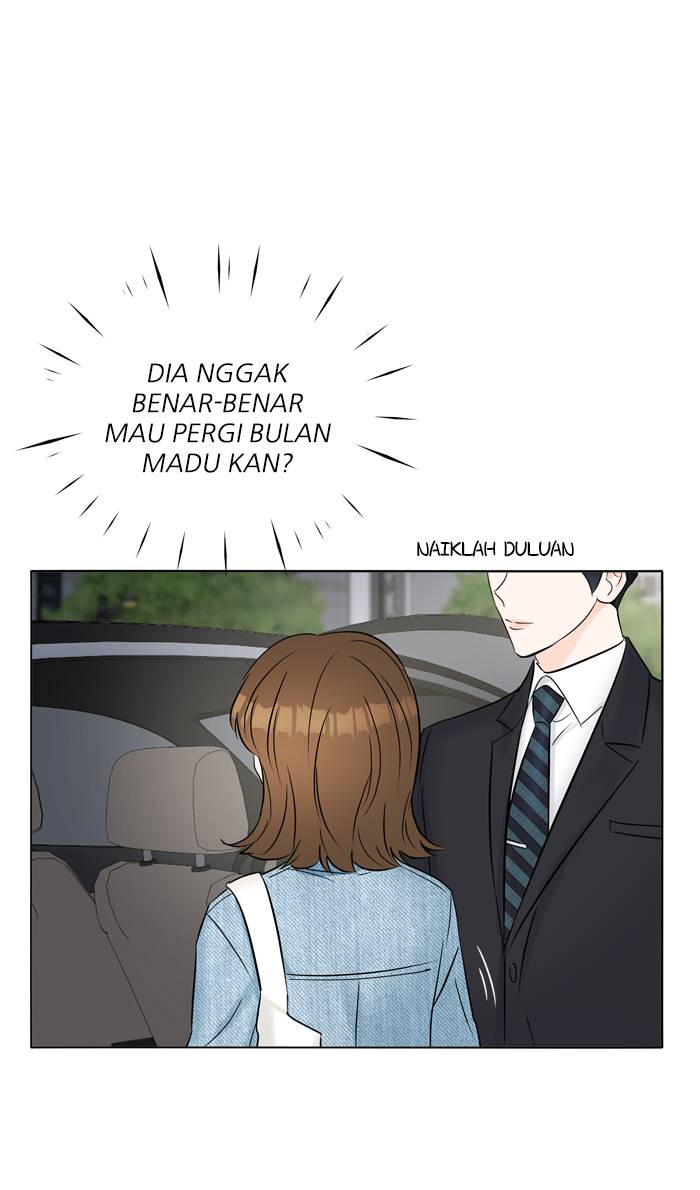 DIA NGGAK
BENAR-BENAR
MAU PERGI BULAN
MADU KAN?
NAIKLAH DULUAN